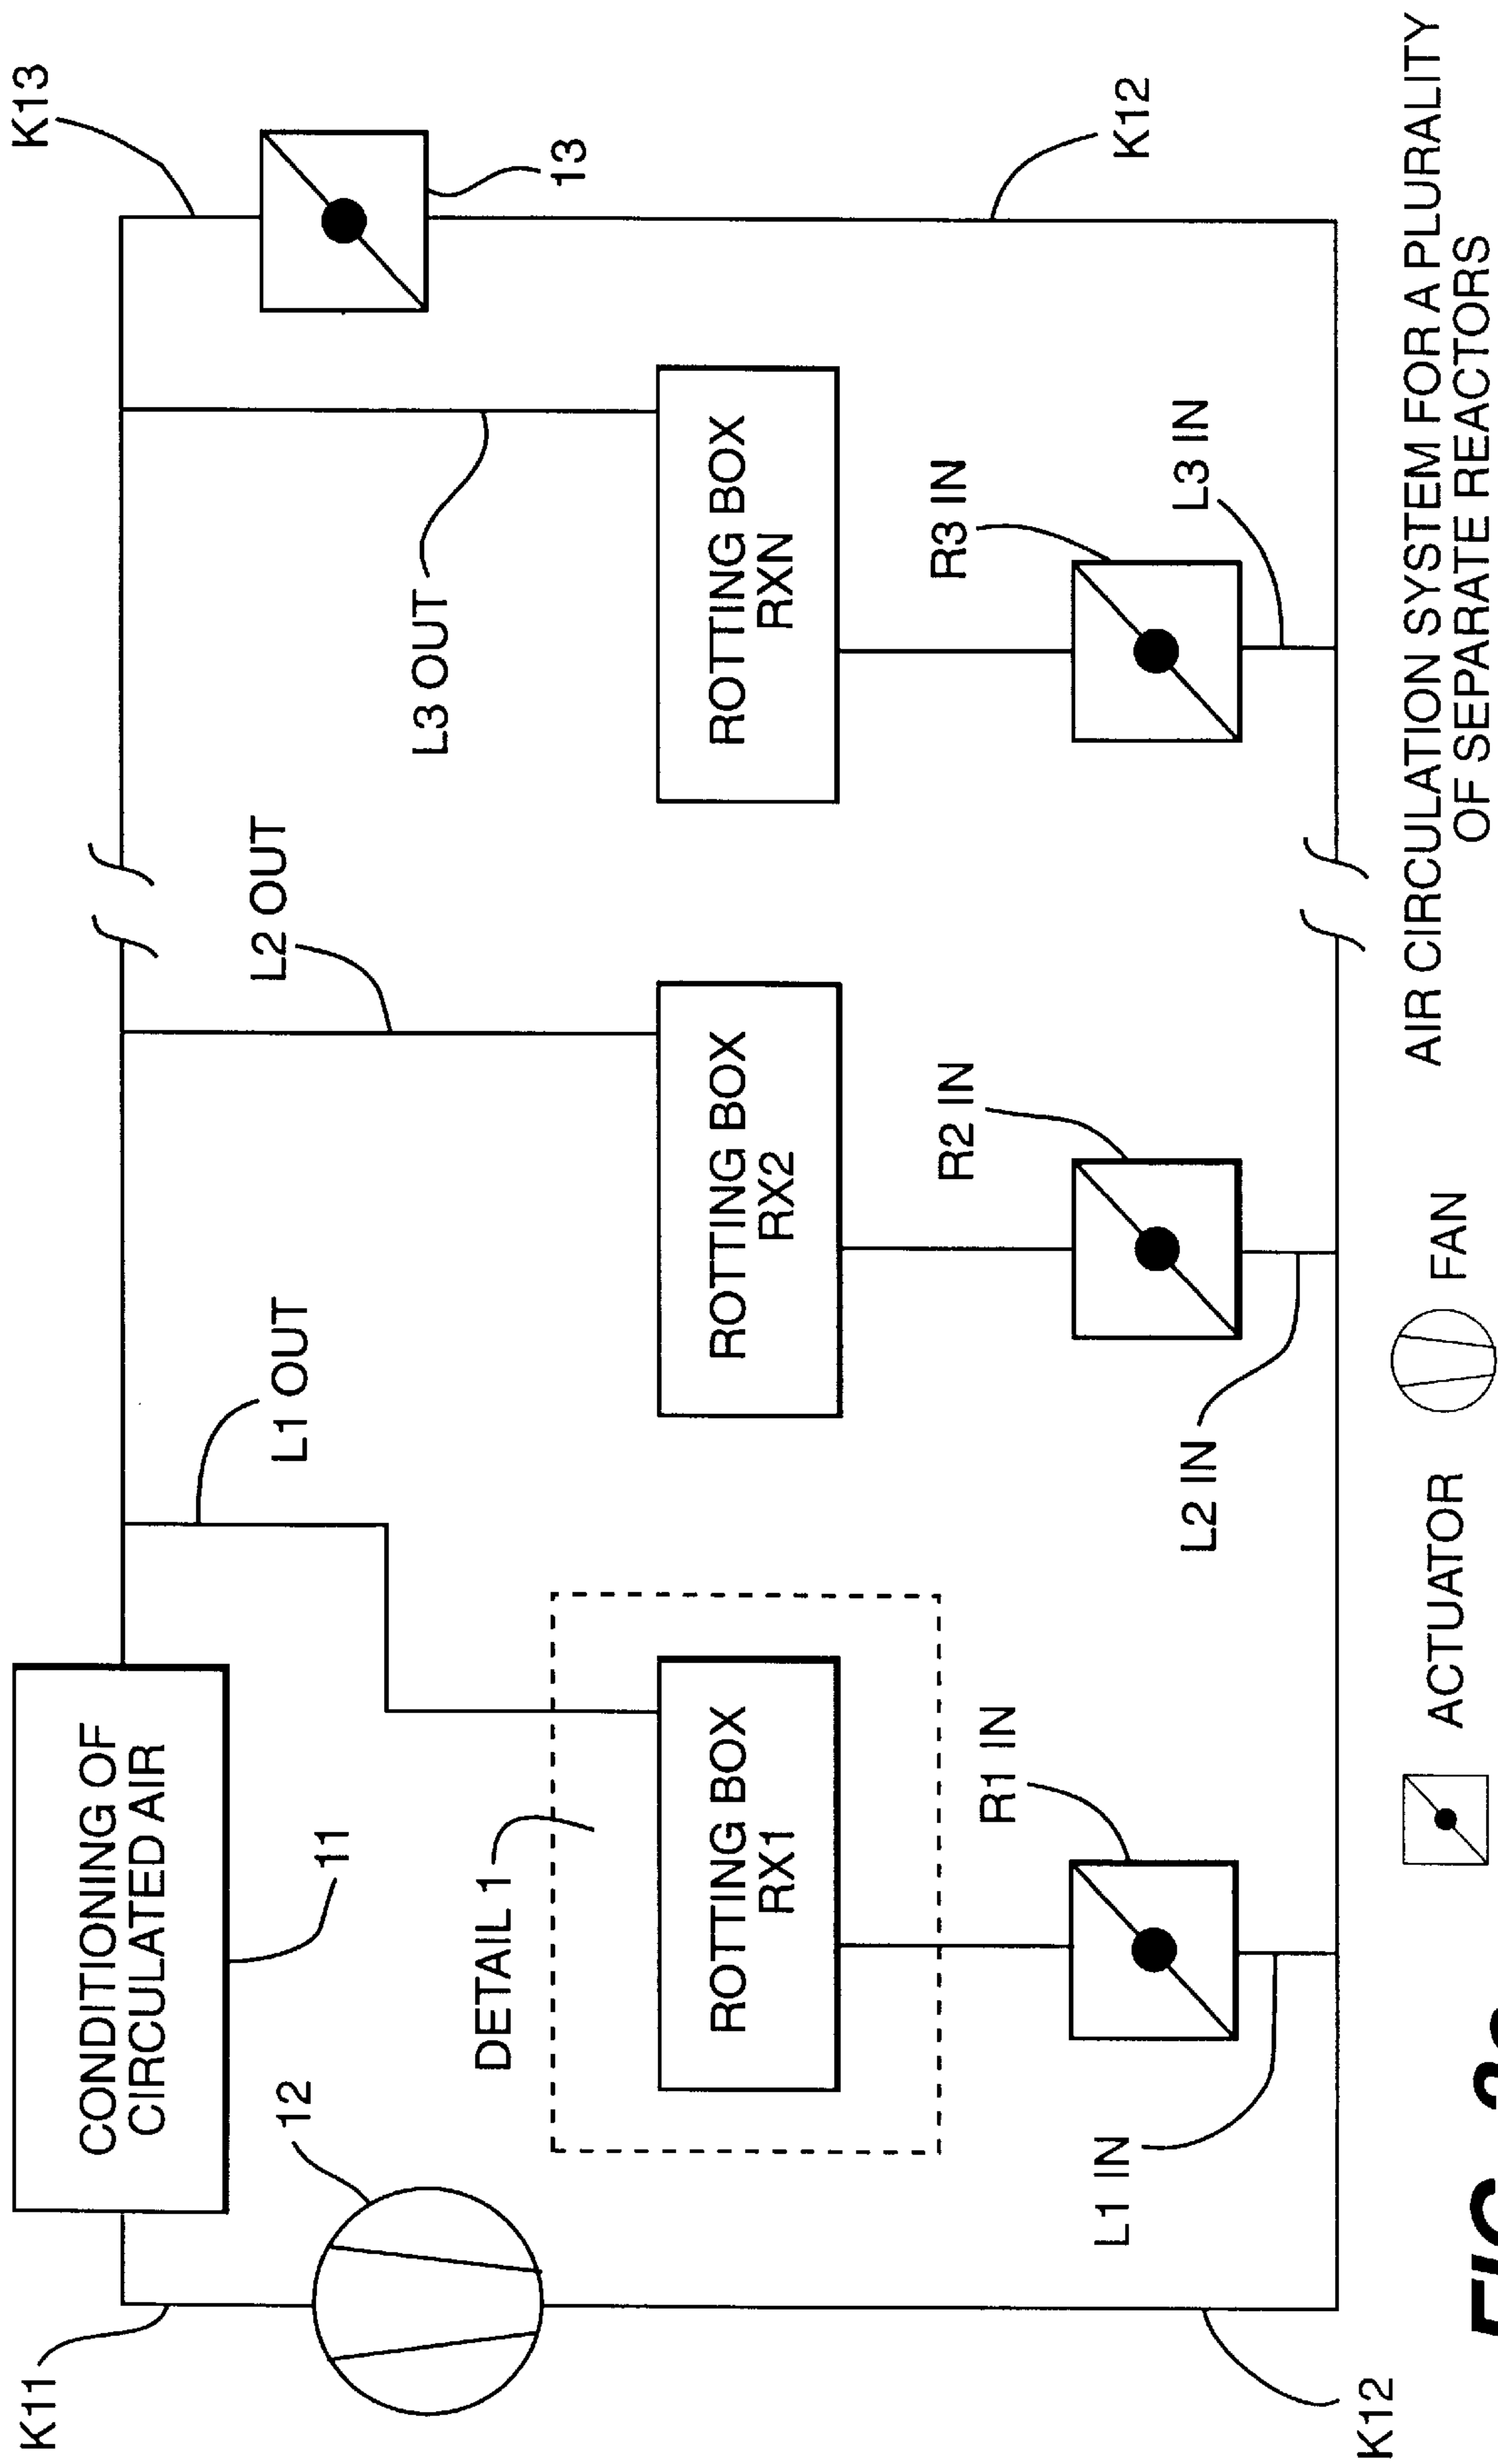 K11
CONDITIONING OF
CIRCULATED AIR
11
12
L1 OUT
L2 OUT
K13
13
L3 OUT
DETAIL 1
ROTTING BOX
RX1
ROTTING BOX
RX2
ROTTING BOX
RXN
R1 IN
R2 IN
R3 IN
L1 IN
L2 IN
L3 IN
K12
K12
ACTUATOR
FAN
AIR CIRCULATION SYSTEM FOR A PLURALITY
OF SEPARATE REACTORS
FIG.